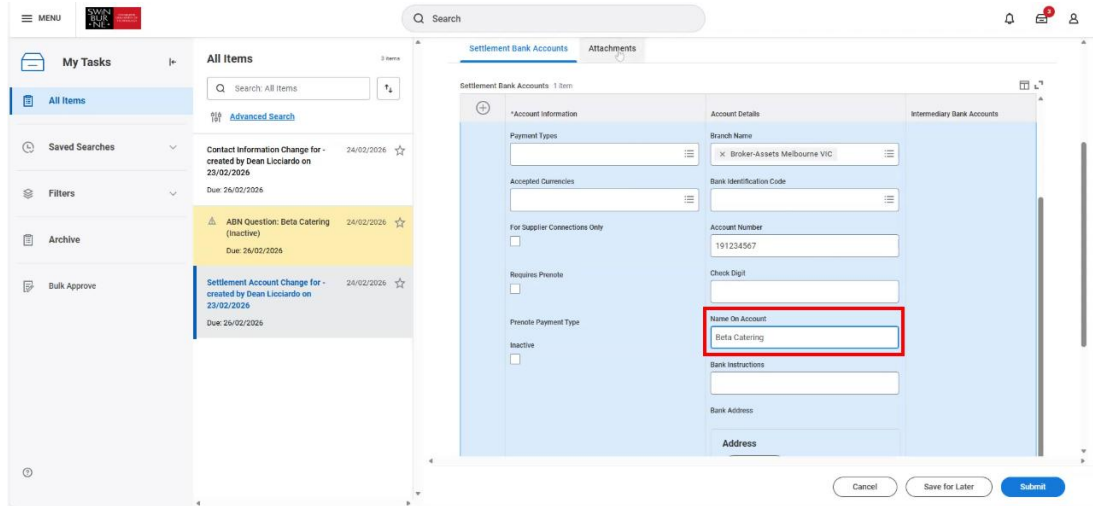 MENU
SWIN
BUR
NE
Search
3
My Tasks
All Items
Saved Searches
Filters
Archive
Bulk Approve
All Items
3 items
Search: All Items
Advanced Search
Contact Information Change for -
created by Dean Licciardo on
23/02/2026
24/02/2026
Due: 26/02/2026
ABN Question: Beta Catering
(Inactive)
24/02/2026
Due: 26/02/2026
Settlement Account Change for -
created by Dean Licciardo on
23/02/2026
24/02/2026
Due: 26/02/2026
Settlement Bank Accounts
Attachments
Settlement Bank Accounts 1 item
*Account Information
Account Details
Intermediary Bank Accounts
Payment Types
Accepted Currencies
For Supplier Connections Only
Requires Prenote
Prenote Payment Type
Inactive
Branch Name
× Broker-Assets Melbourne VIC
Bank Identification Code
Account Number
191234567
Check Digit
Name On Account
Beta Catering
Bank Instructions
Bank Address
Address
Cancel
Save for Later
Submit